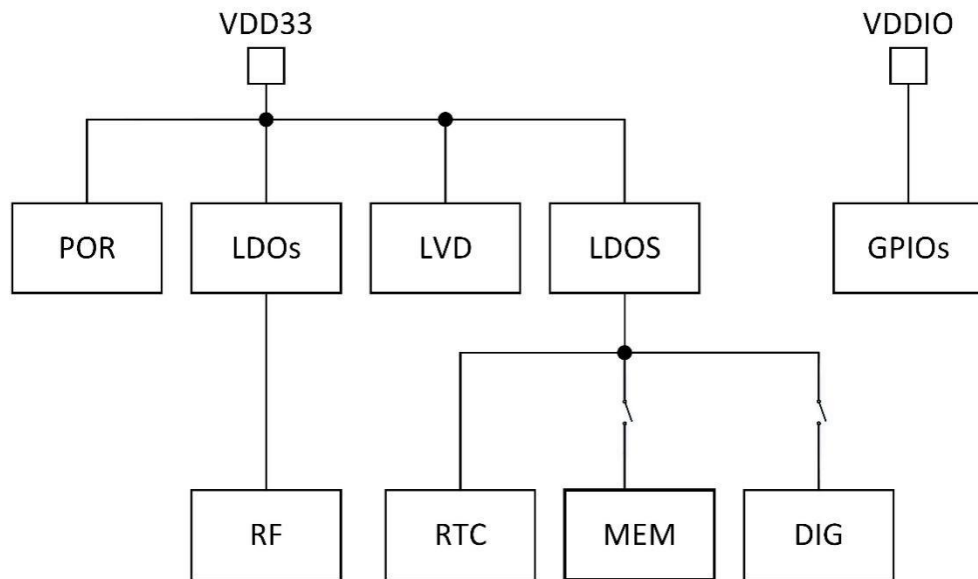 VDD33
VDDIO
POR
LDOs
LVD
LDOS
GPIOs
RF
RTC
MEM
DIG